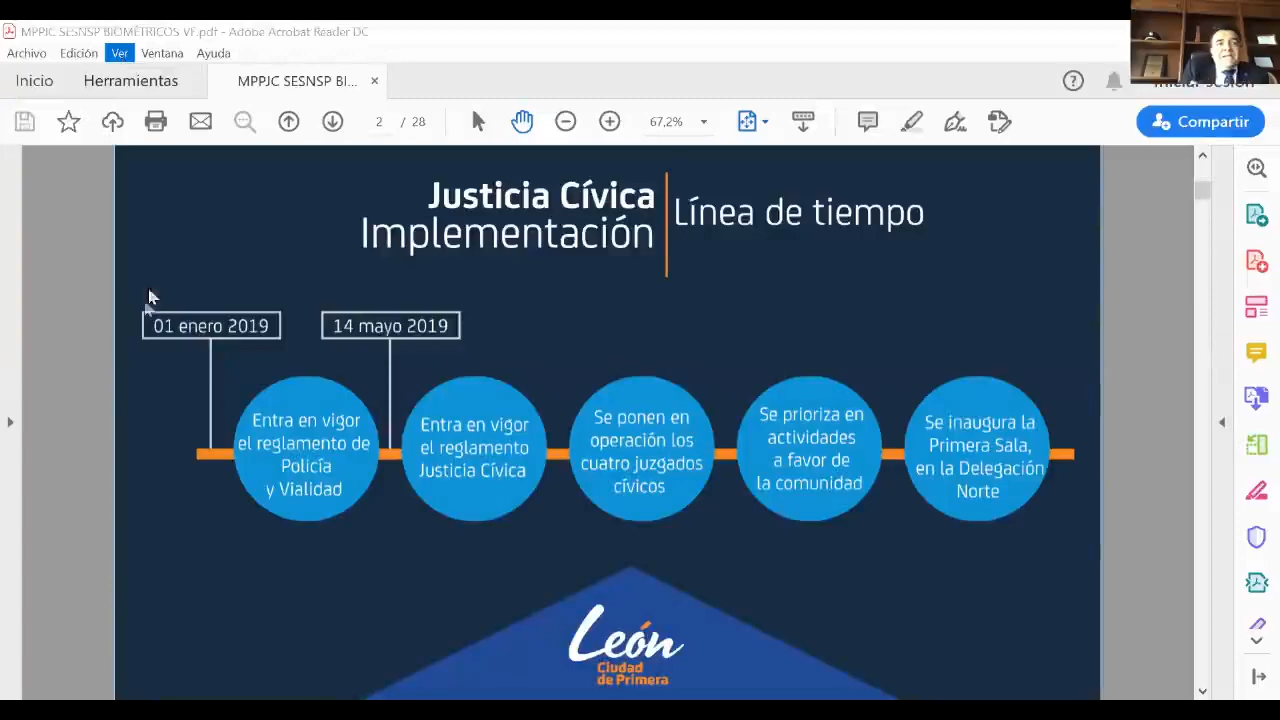 MPPJC SESNSP BIOMÉTRICOS VF.pdf - Adobe Acrobat Reader DC
Archivo Edición Ver Ventana Ayuda
Inicio Herramientas MPPJC SESNSP BI... ×
Iniciar sesión
2 / 28 67,2% Compartir
Justicia Cívica
Implementación
Línea de tiempo
01 enero 2019
14 mayo 2019
Entra en vigor
el reglamento de
Policía
y Vialidad
Entra en vigor
el reglamento
Justicia Cívica
Se ponen en
operación los
cuatro juzgados
cívicos
Se prioriza en
actividades
a favor de
la comunidad
Se inaugura la
Primera Sala,
en la Delegación
Norte
León
Ciudad
de Primera